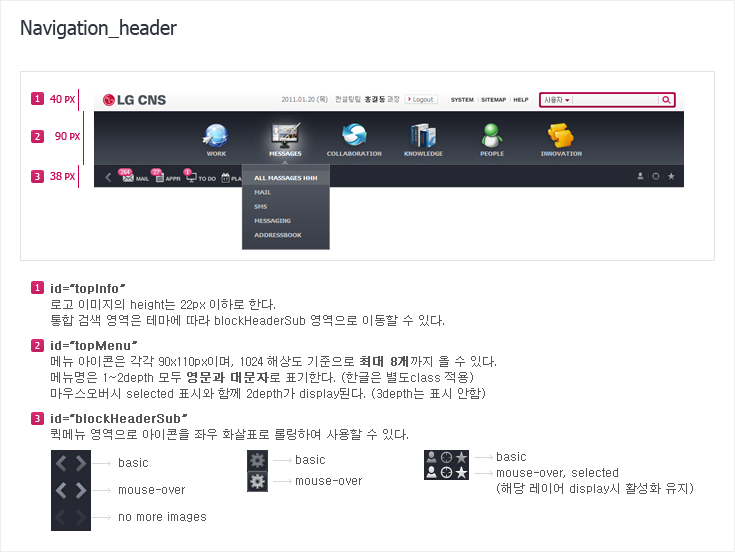 Navigation_header
1 40 PX
LG CNS
2011.01.20 (목) 컨설팅팀 홍길동 과장 Logout SYSTEM SITEMAP HELP 사용자
2 90 PX
WORK MESSAGES COLLABORATION KNOWLEDGE PEOPLE INNOVATION
3 38 PX
264 MAIL 27 APPR 1 TO DO PLA
ALL MASSAGES HHH
MAIL
SMS
MESSAGING
ADDRESSBOOK
1 id="topInfo"
로고 이미지의 height는 22px 이하로 한다.
통합 검색 영역은 테마에 따라 blockHeaderSub 영역으로 이동할 수 있다.
2 id="topMenu"
메뉴 아이콘은 각각 90x110px이며, 1024 해상도 기준으로 최대 8개까지 올 수 있다.
메뉴명은 1~2depth 모두 영문과 대문자로 표기한다. (한글은 별도class 적용)
마우스오버시 selected 표시와 함께 2depth가 display된다. (3depth는 표시 안함)
3 id="blockHeaderSub"
퀵메뉴 영역으로 아이콘을 좌우 화살표로 롤링하여 사용할 수 있다.
basic
mouse-over
no more images
basic
mouse-over
basic
mouse-over, selected
(해당 레이어 display시 활성화 유지)